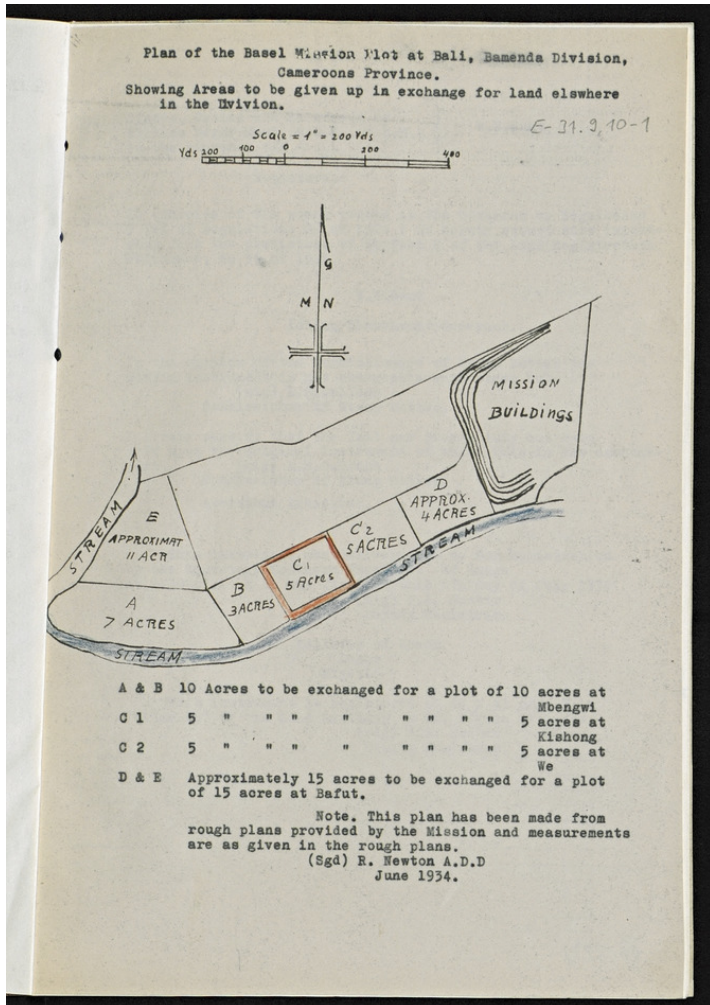 Plan of the Basel Mission Plot at Bali, Bamenda Division,
Cameroons Province.
Showing Areas to be given up in exchange for land elswhere
in the Dvivion.
E-31.9,10-1
Scale = 1" = 200 Yds
Yds 200 100 0 200 400
G
M N
MISSION
BUILDINGS
D
APPROX.
4 ACRES
C2
5 ACRES
STREAM
E
APPROXIMAT
11 ACR
STREAM
C1
5 Acres
B
3 ACRES
A
7 ACRES
STREAM
A & B 10 Acres to be exchanged for a plot of 10 acres at
Mbengwi
C 1 5 " " " " " " " " 5 acres at
Kishong
C 2 5 " " " " " " " " 5 acres at
We
D & E Approximately 15 acres to be exchanged for a plot
of 15 acres at Bafut.
Note. This plan has been made from
rough plans provided by the Mission and measurements
are as given in the rough plans.
(Sgd) R. Newton A.D.D
June 1934.